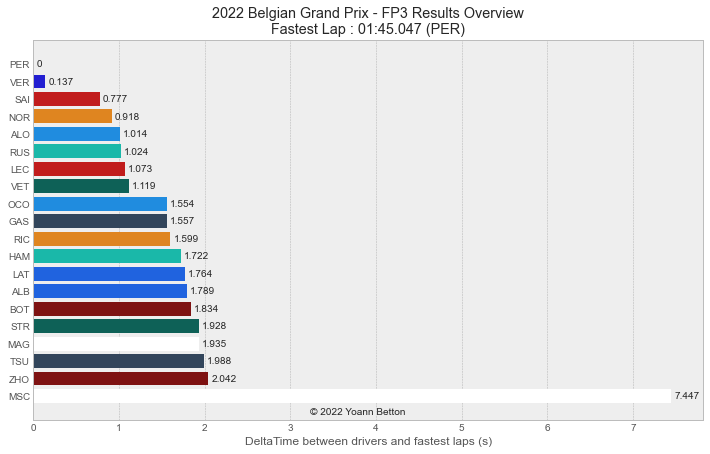 2022 Belgian Grand Prix - FP3 Results Overview
Fastest Lap : 01:45.047 (PER)
PER 0
VER 0.137
SAI 0.777
NOR 0.918
ALO 1.014
RUS 1.024
LEC 1.073
VET 1.119
OCO 1.554
GAS 1.557
RIC 1.599
HAM 1.722
LAT 1.764
ALB 1.789
BOT 1.834
STR 1.928
MAG 1.935
TSU 1.988
ZHO 2.042
MSC 7.447
© 2022 Yoann Betton
0 1 2 3 4 5 6 7
DeltaTime between drivers and fastest laps (s)